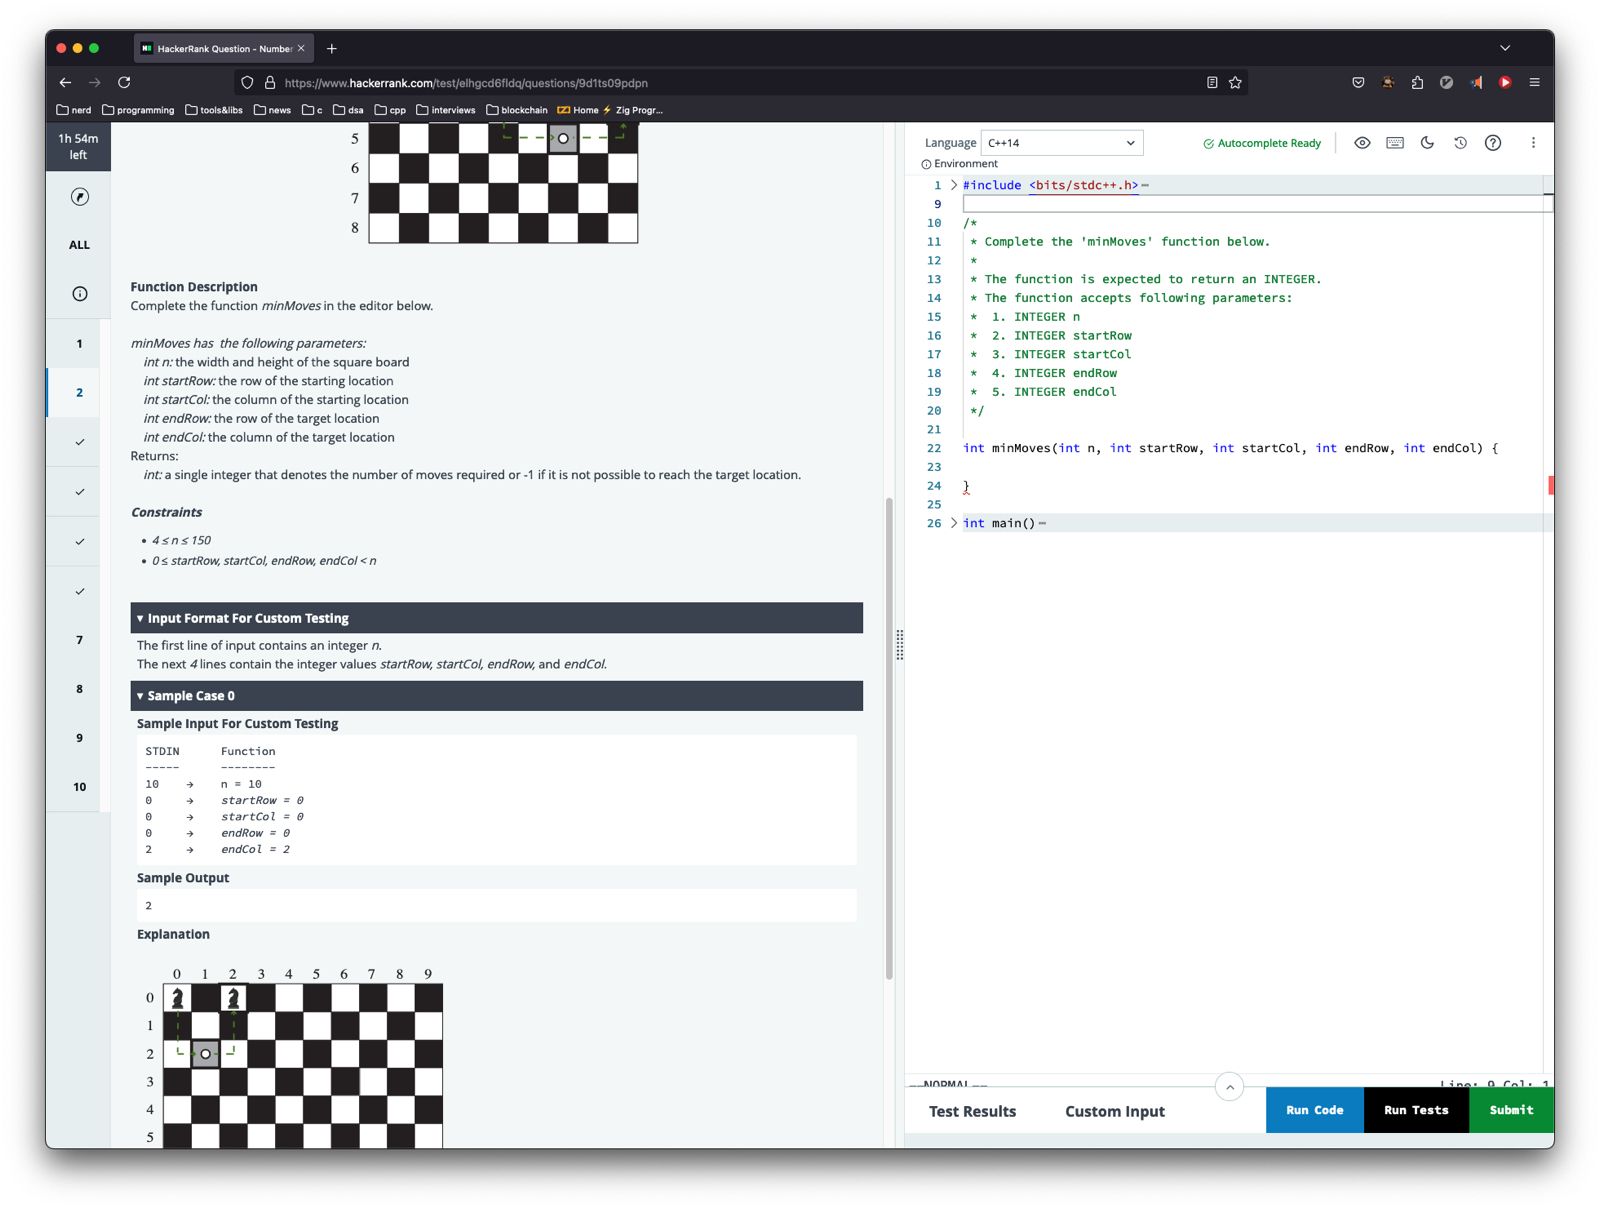 HackerRank Question - Number
https://www.hackerrank.com/test/elhgcd6fldq/questions/9d1ts09pdpn
nerd programming tools&libs news c dsa cpp interviews blockchain Home ⚡ Zig Progr...
1h 54m
left
ALL
1
2
7
8
9
10
5
6
7
8
Function Description
Complete the function minMoves in the editor below.
minMoves has the following parameters:
int n: the width and height of the square board
int startRow: the row of the starting location
int startCol: the column of the starting location
int endRow: the row of the target location
int endCol: the column of the target location
Returns:
int: a single integer that denotes the number of moves required or -1 if it is not possible to reach the target location.
Constraints
• 4 ≤ n ≤ 150
• 0 ≤ startRow, startCol, endRow, endCol < n
▾ Input Format For Custom Testing
The first line of input contains an integer n.
The next 4 lines contain the integer values startRow, startCol, endRow, and endCol.
▾ Sample Case 0
Sample Input For Custom Testing
STDIN Function
----- --------
10 → n = 10
0 → startRow = 0
0 → startCol = 0
0 → endRow = 0
2 → endCol = 2
Sample Output
2
Explanation
0 1 2 3 4 5 6 7 8 9
0
1
2
3
4
5
Language C++14 Autocomplete Ready
Environment
1 #include <bits/stdc++.h>
9
10 /*
11 * Complete the 'minMoves' function below.
12 *
13 * The function is expected to return an INTEGER.
14 * The function accepts following parameters:
15 * 1. INTEGER n
16 * 2. INTEGER startRow
17 * 3. INTEGER startCol
18 * 4. INTEGER endRow
19 * 5. INTEGER endCol
20 */
21
22 int minMoves(int n, int startRow, int startCol, int endRow, int endCol) {
23
24 }
25
26 int main()
--NORMAL-- Line: 9 Col: 1
Test Results Custom Input Run Code Run Tests Submit